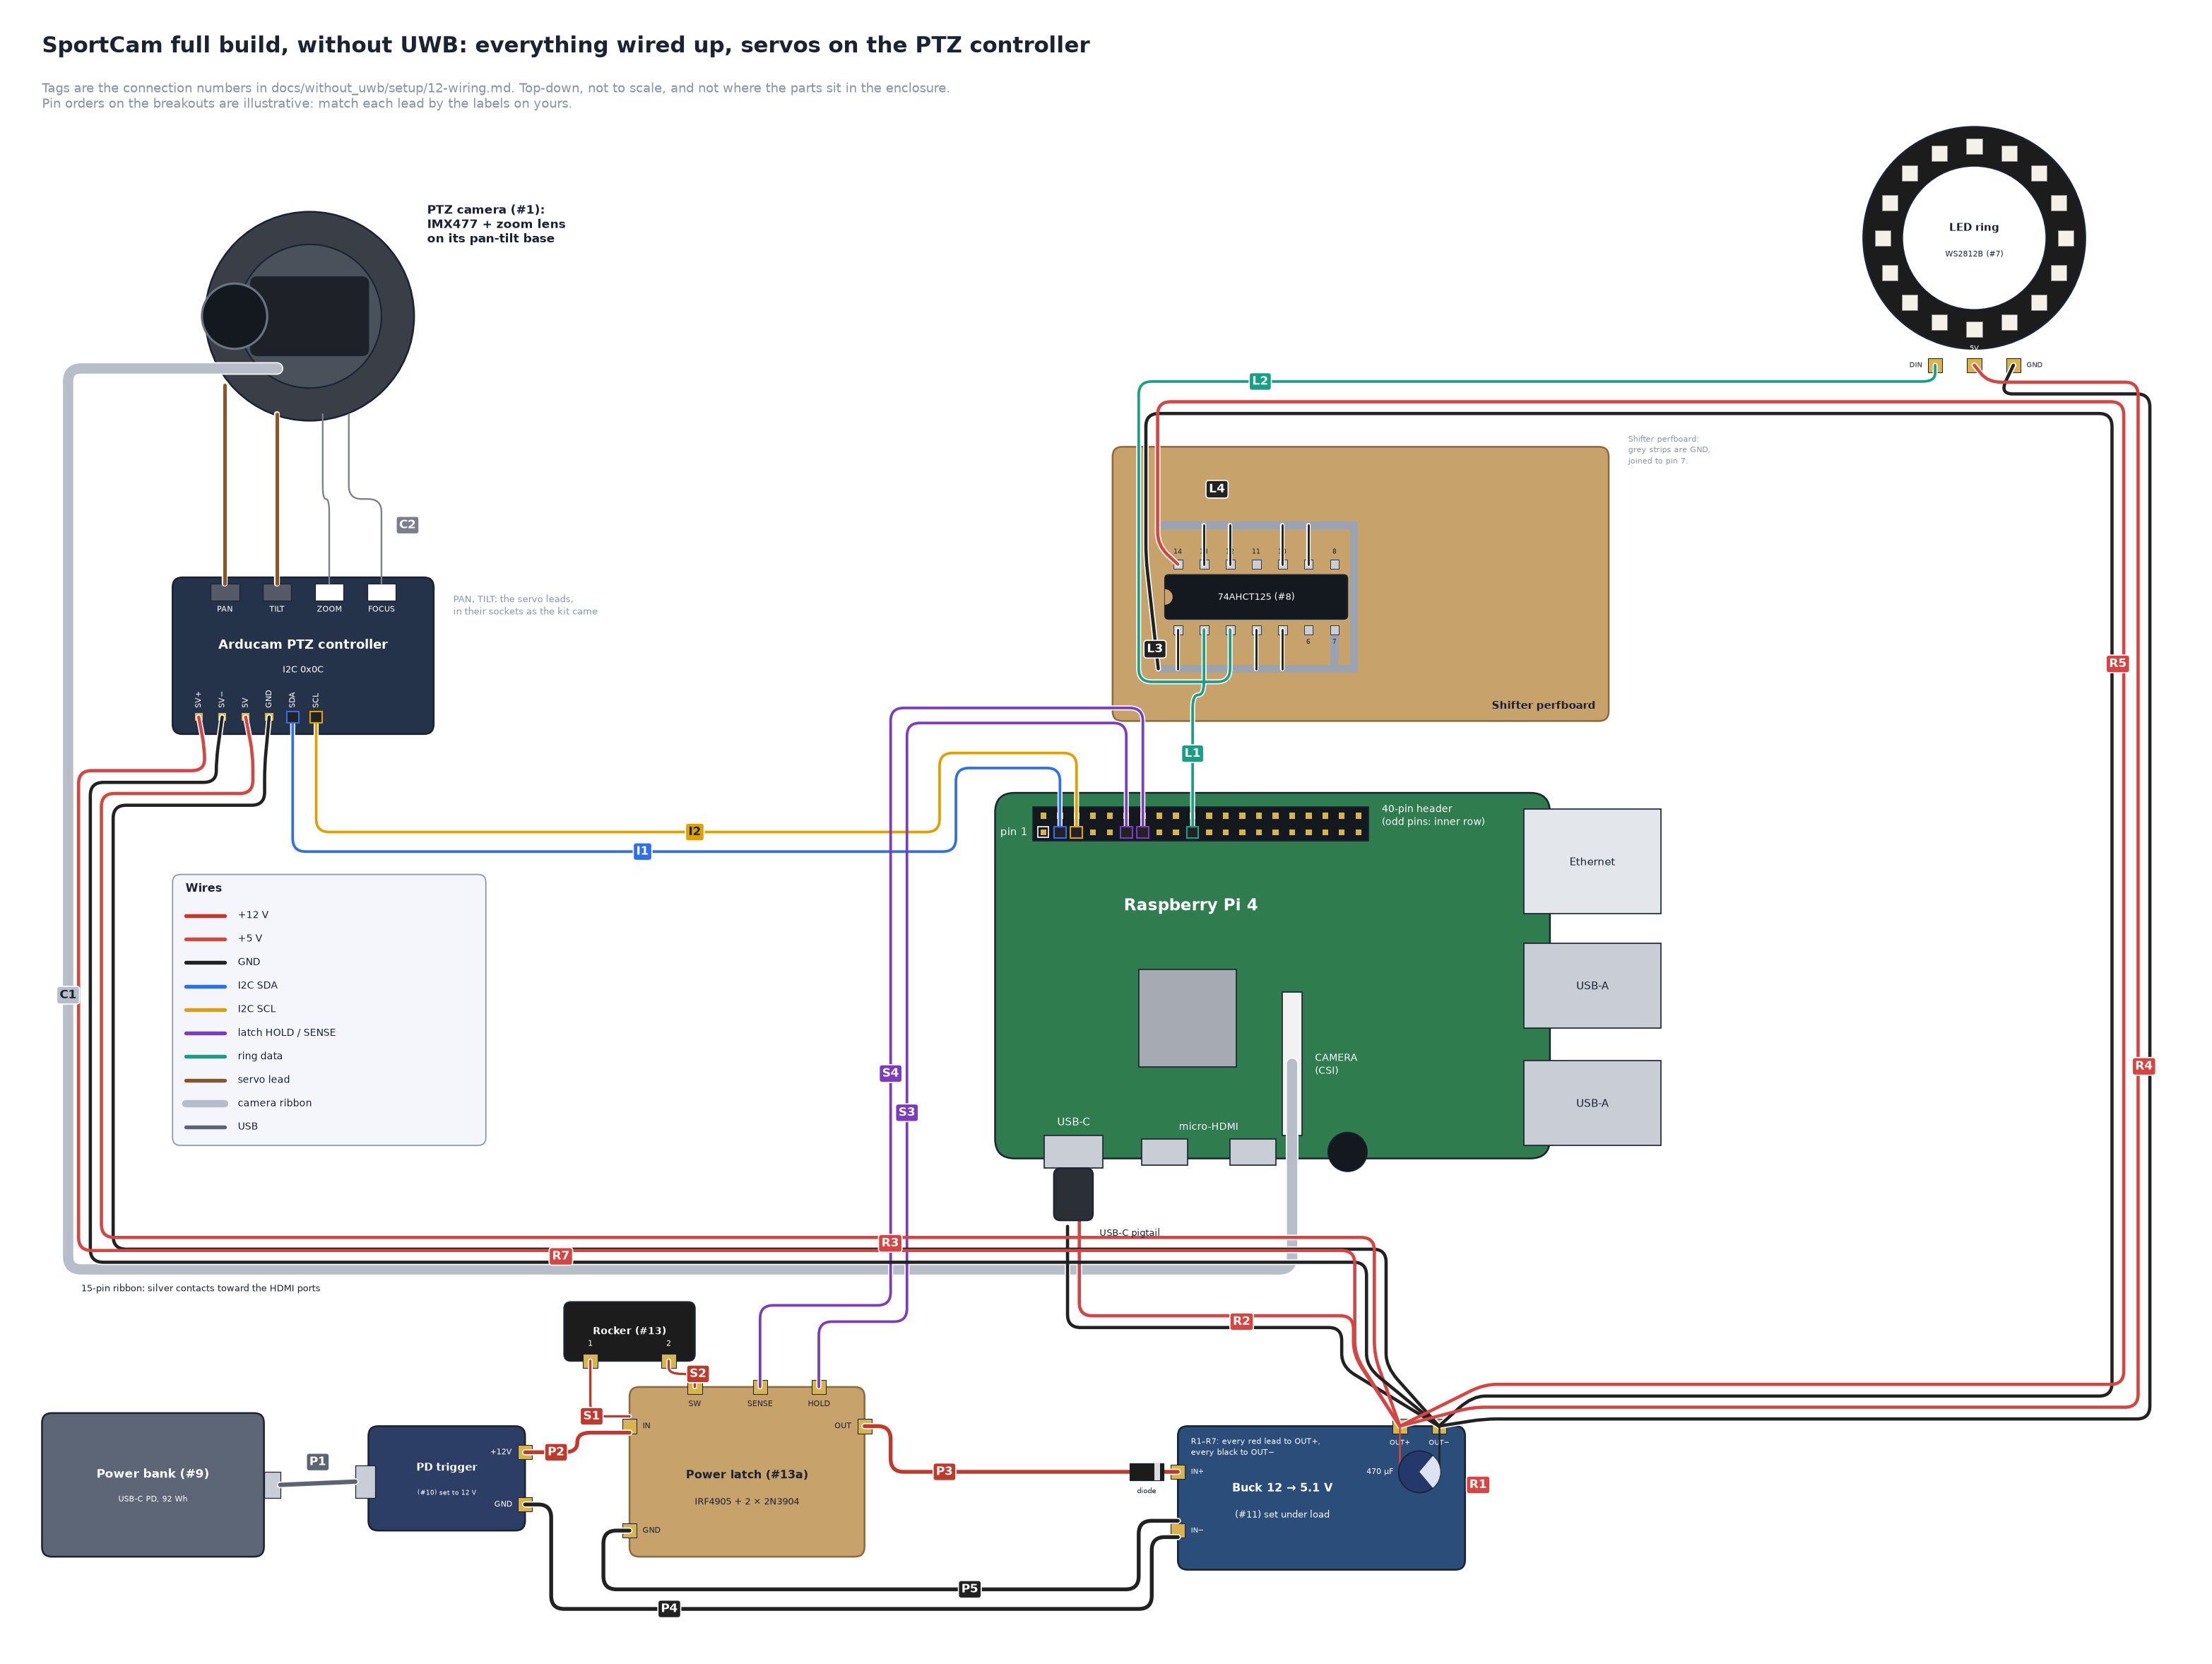 SportCam full build, without UWB: everything wired up, servos on the PTZ controller
Tags are the connection numbers in docs/without_uwb/setup/12-wiring.md. Top-down, not to scale, and not where the parts sit in the enclosure.
Pin orders on the breakouts are illustrative: match each lead by the labels on yours.
PTZ camera (#1):
IMX477 + zoom lens
on its pan-tilt base
LED ring
WS2812B (#7)
5V
DIN
GND
L2
Shifter perfboard:
grey strips are GND,
joined to pin 7.
L4
C2
14
11
8
74AHCT125 (#8)
PAN
TILT
ZOOM
FOCUS
PAN, TILT: the servo leads,
in their sockets as the kit came
Arducam PTZ controller
I2C 0x0C
SV+
SV−
5V
GND
SDA
SCL
6
7
L3
R5
Shifter perfboard
L1
40-pin header
(odd pins: inner row)
pin 1
I2
I1
Ethernet
Raspberry Pi 4
Wires
+12 V
+5 V
GND
I2C SDA
I2C SCL
latch HOLD / SENSE
ring data
servo lead
camera ribbon
USB
C1
USB-A
CAMERA
(CSI)
S4
R4
S3
USB-A
USB-C
micro-HDMI
USB-C pigtail
R3
R7
15-pin ribbon: silver contacts toward the HDMI ports
R2
Rocker (#13)
1
2
S2
SW
SENSE
HOLD
S1
IN
OUT
P2
Power bank (#9)
USB-C PD, 92 Wh
P1
+12V
PD trigger
(#10) set to 12 V
GND
Power latch (#13a)
IRF4905 + 2 × 2N3904
GND
P3
diode
R1–R7: every red lead to OUT+,
every black to OUT−
OUT+
OUT−
IN+
470 µF
R1
Buck 12 → 5.1 V
(#11) set under load
IN−
P5
P4